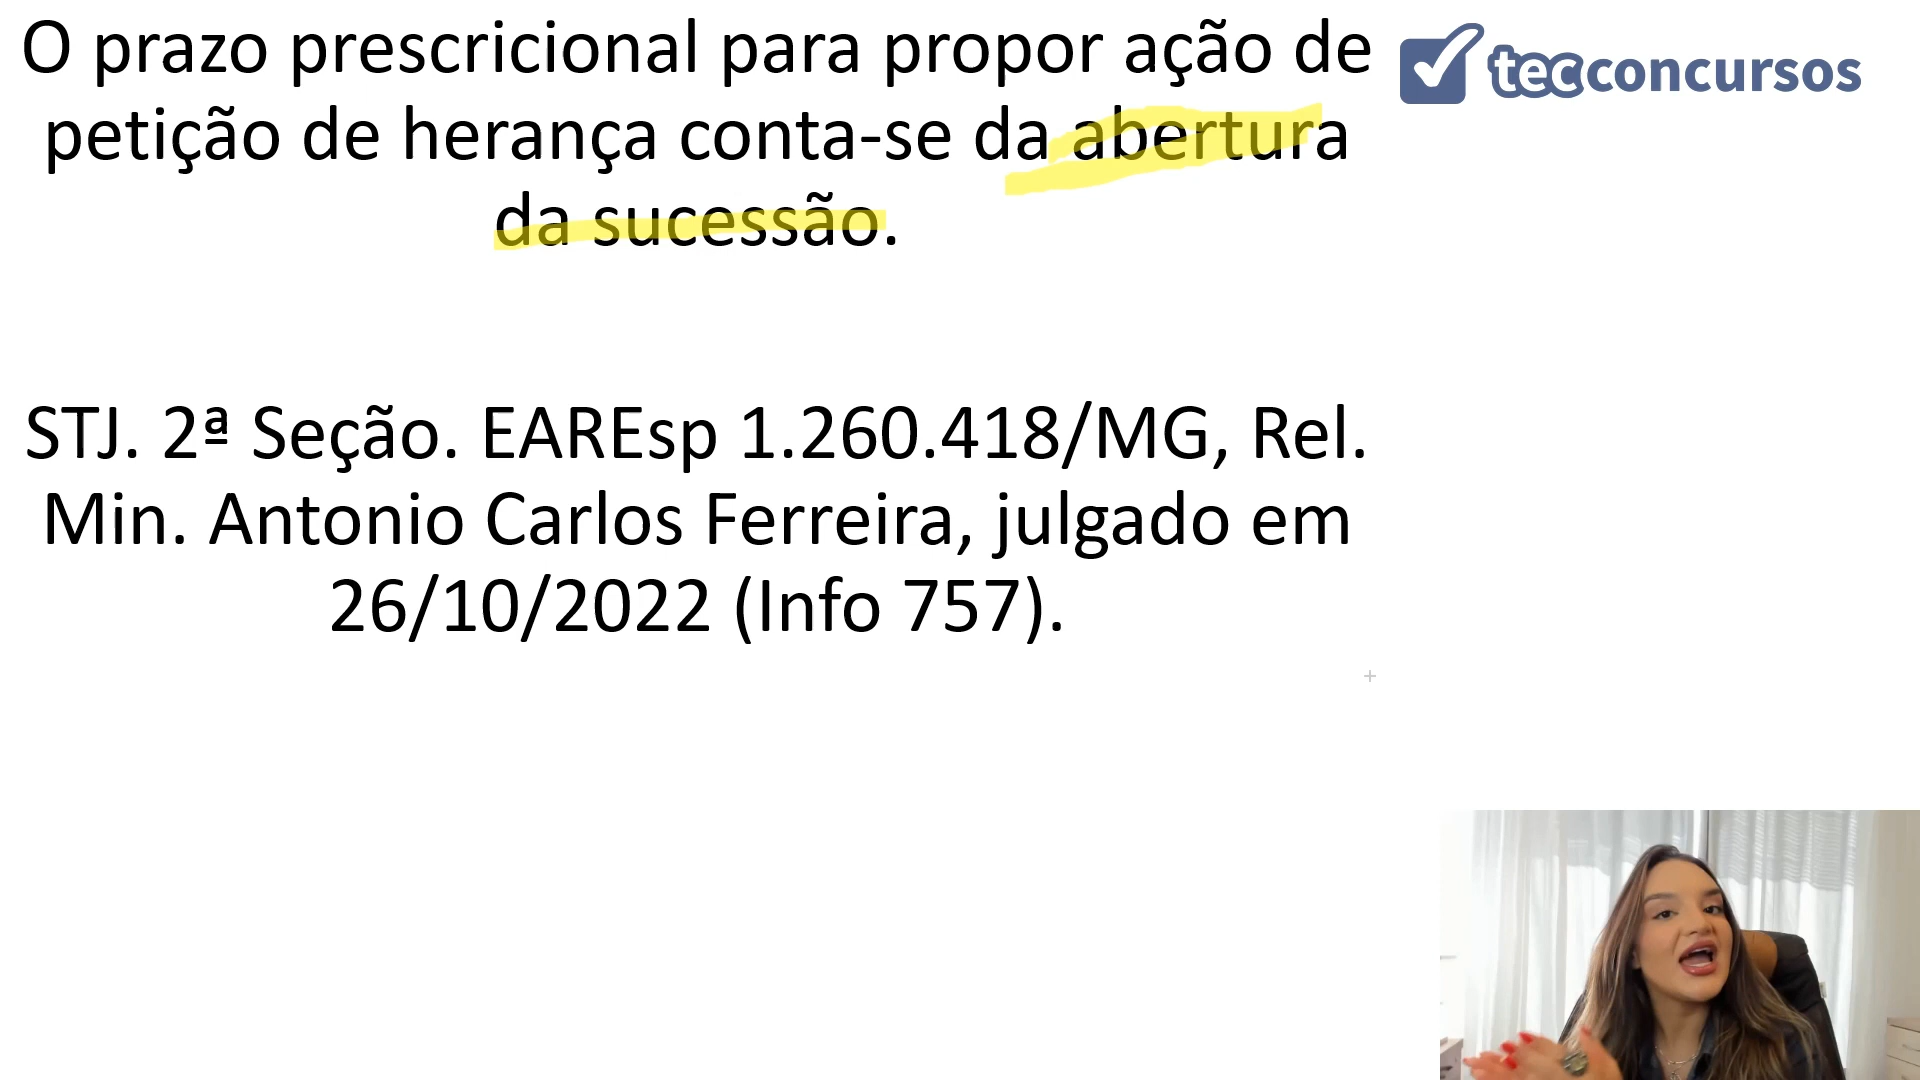 O prazo prescricional para propor ação de
petição de herança conta-se da abertura
da sucessão.
STJ. 2ª Seção. EAREsp 1.260.418/MG, Rel.
Min. Antonio Carlos Ferreira, julgado em
26/10/2022 (Info 757).
tecconcursos